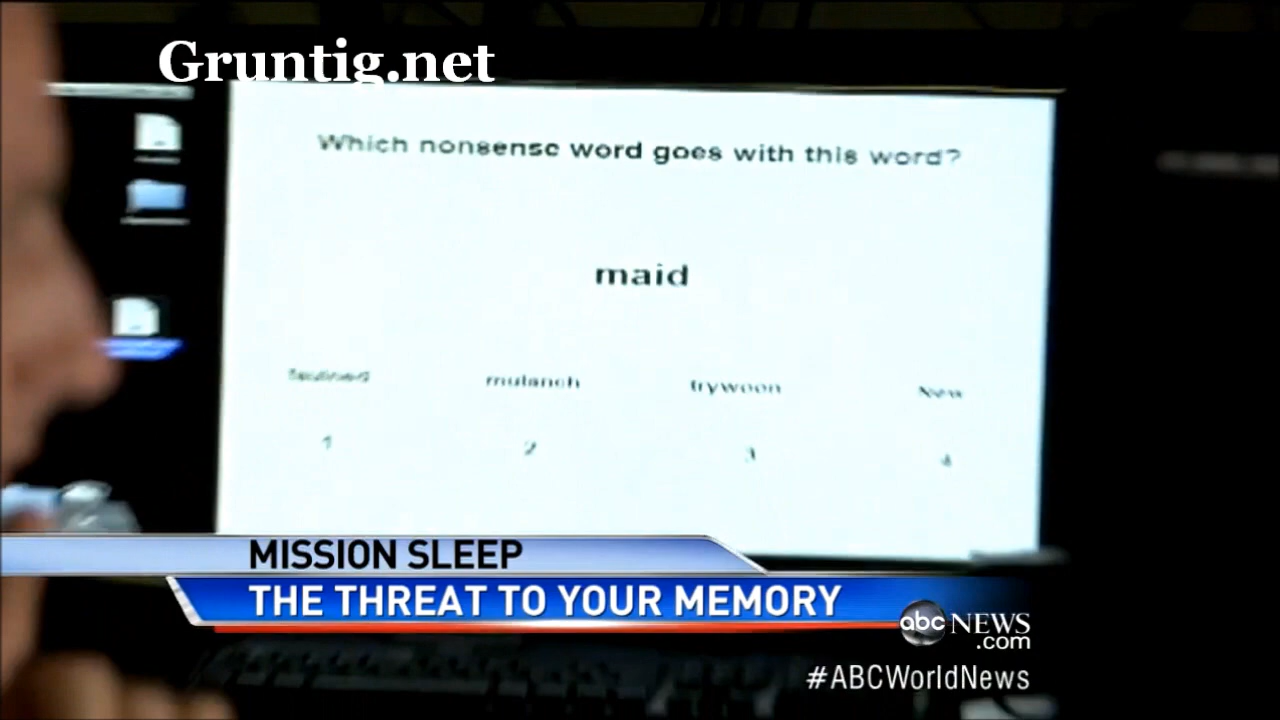 Gruntig.net
Which nonsense word goes with this word?
maid
mulanch trywoon New
1 2 3 4
MISSION SLEEP
THE THREAT TO YOUR MEMORY
abc NEWS
.com
#ABCWorldNews